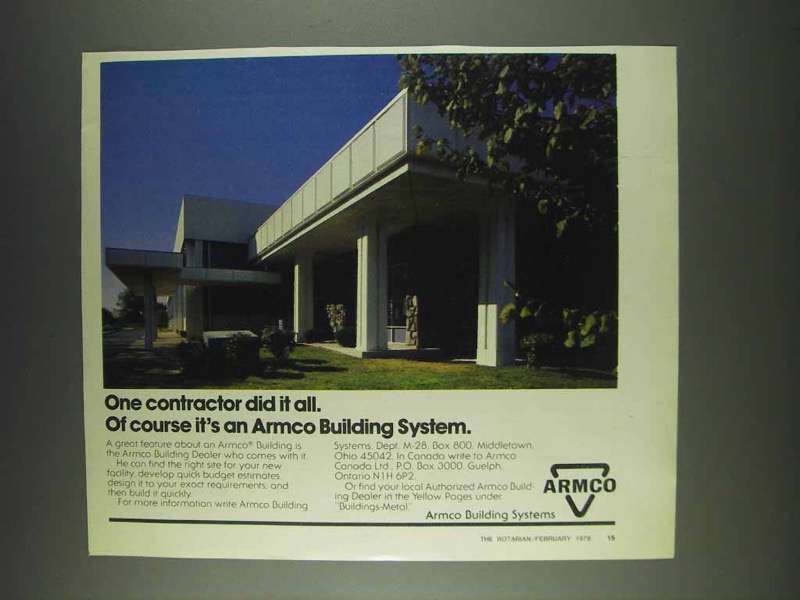 One contractor did it all.
Of course it's an Armco Building System.
A great feature about an Armco® Building is
the Armco Building Dealer who comes with it.
He can find the right site for your new
facility, develop quick budget estimates,
design it to your exact requirements, and
then build it quickly.
For more information write Armco Building
Systems, Dept. M-28, Box 800, Middletown,
Ohio 45042. In Canada write to Armco
Canada Ltd., P.O. Box 3000, Guelph,
Ontario N1H 6P2.
Or find your local Authorized Armco Build-
ing Dealer in the Yellow Pages under
"Buildings-Metal."
ARMCO
Armco Building Systems
THE ROTARIAN/FEBRUARY 1978 15